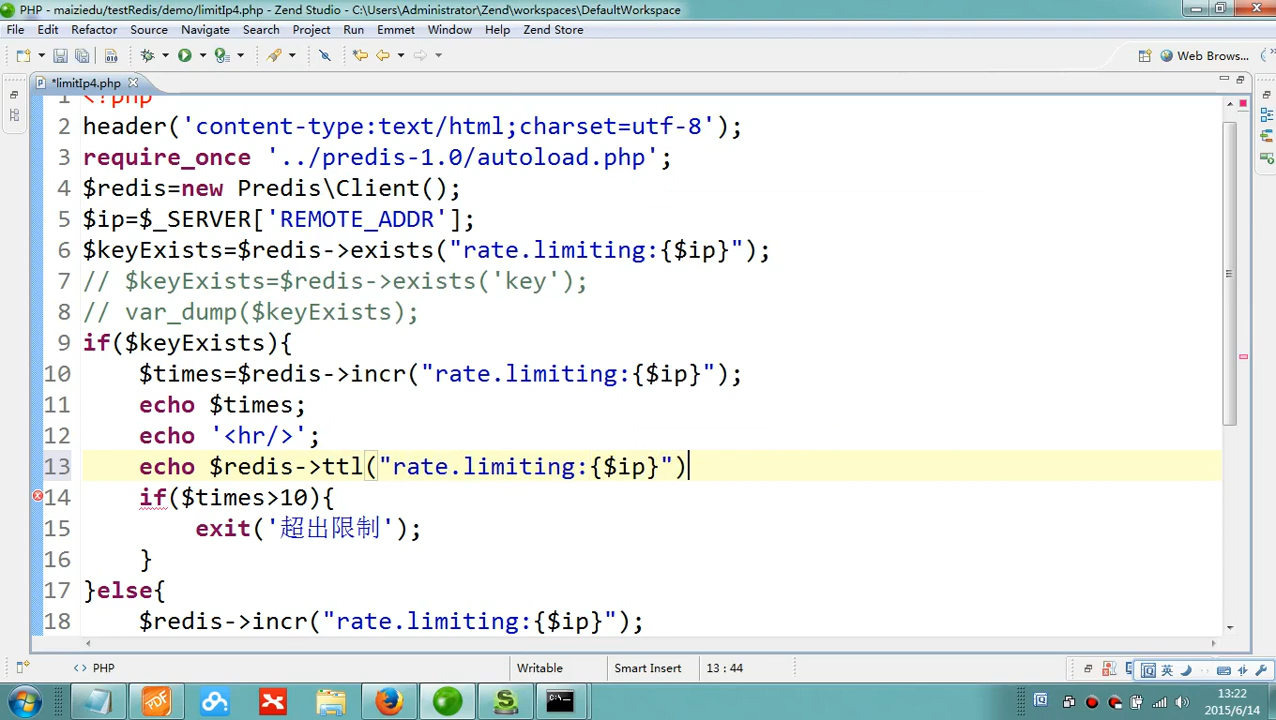 PHP - maiziedu/testRedis/demo/limitIp4.php - Zend Studio - C:\Users\Administrator\Zend\workspaces\DefaultWorkspace
File Edit Refactor Source Navigate Search Project Run Emmet Window Help Zend Store
Web Brows...
*limitIp4.php
1 <?php
2 header('content-type:text/html;charset=utf-8');
3 require_once '../predis-1.0/autoload.php';
4 $redis=new Predis\Client();
5 $ip=$_SERVER['REMOTE_ADDR'];
6 $keyExists=$redis->exists("rate.limiting:{$ip}");
7 // $keyExists=$redis->exists('key');
8 // var_dump($keyExists);
9 if($keyExists){
10 $times=$redis->incr("rate.limiting:{$ip}");
11 echo $times;
12 echo '<hr/>';
13 echo $redis->ttl("rate.limiting:{$ip}")
14 if($times>10){
15 exit('超出限制');
16 }
17 }else{
18 $redis->incr("rate.limiting:{$ip}");
<> PHP Writable Smart Insert 13 : 44
英
PDF
13:22
2015/6/14